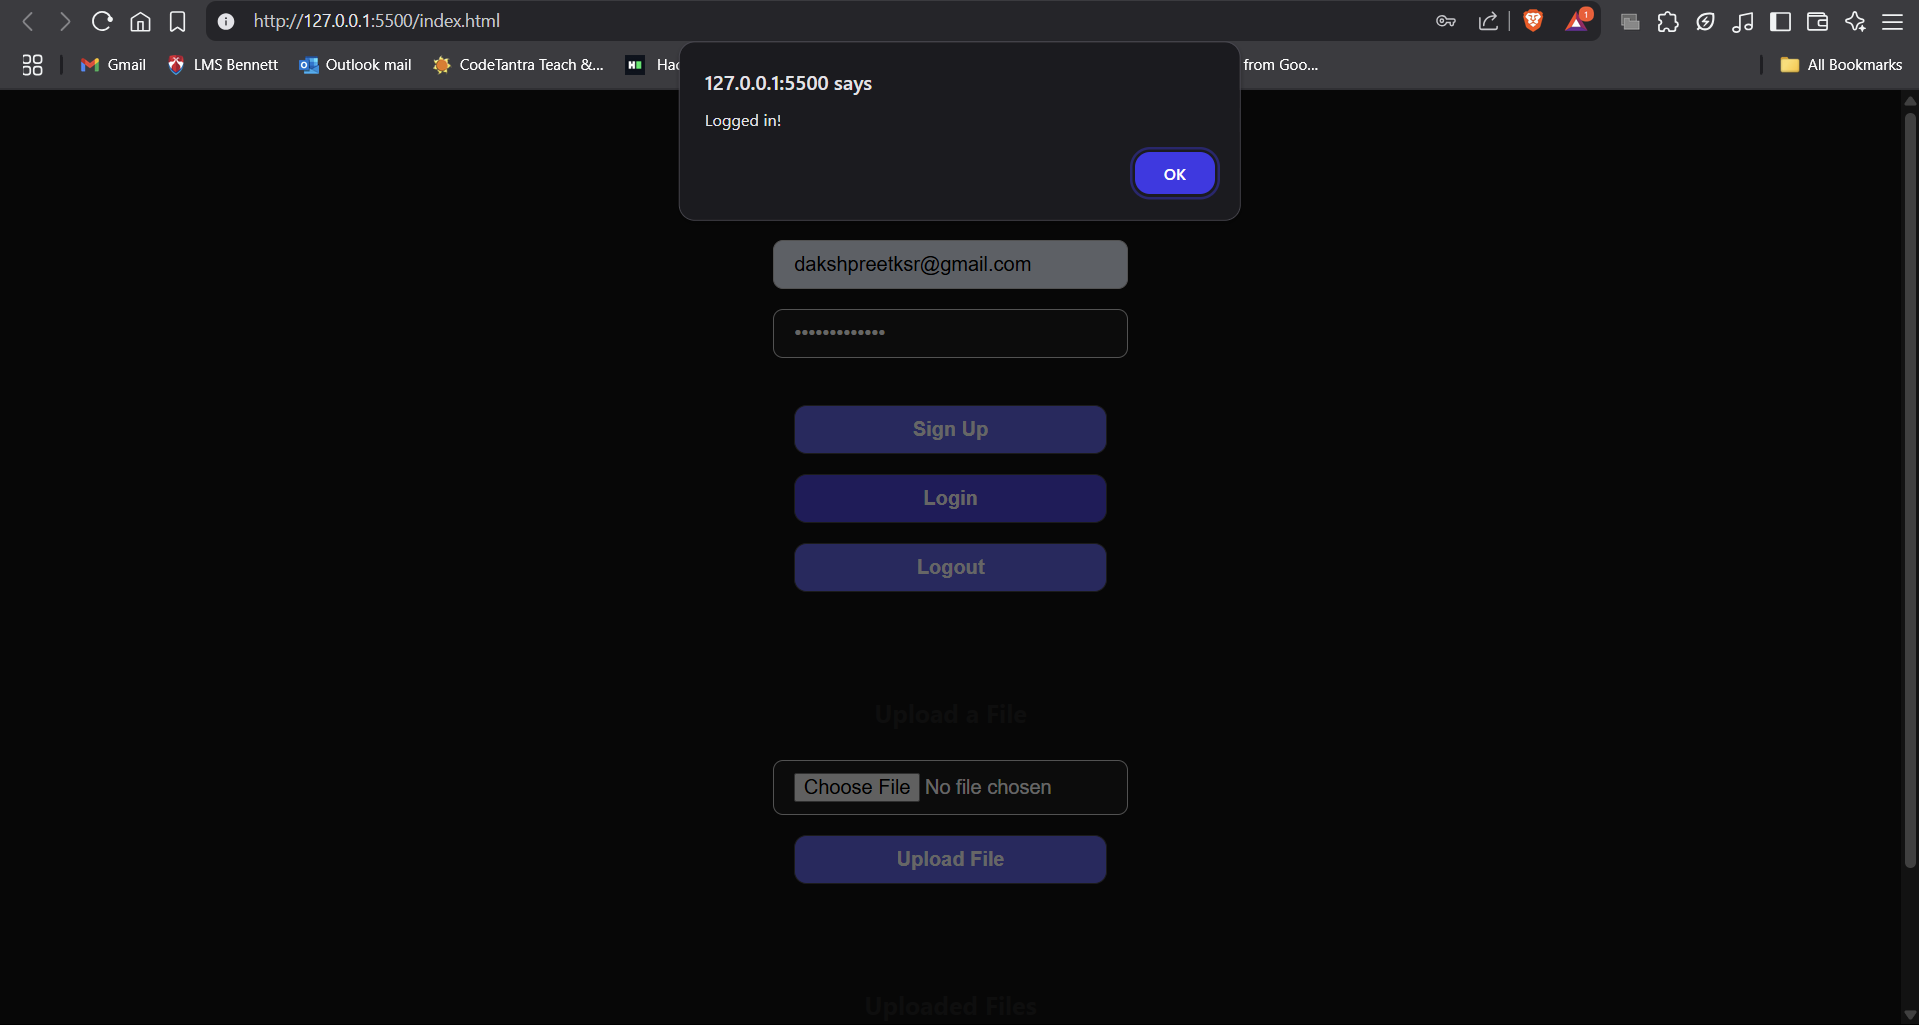 http://127.0.0.1:5500/index.html
1
Gmail
LMS Bennett
Outlook mail
CodeTantra Teach &...
from Goo...
All Bookmarks
127.0.0.1:5500 says
Logged in!
OK
dakshpreetksr@gmail.com
•••••••••••••
Sign Up
Login
Logout
Upload a File
Choose File No file chosen
Upload File
Uploaded Files